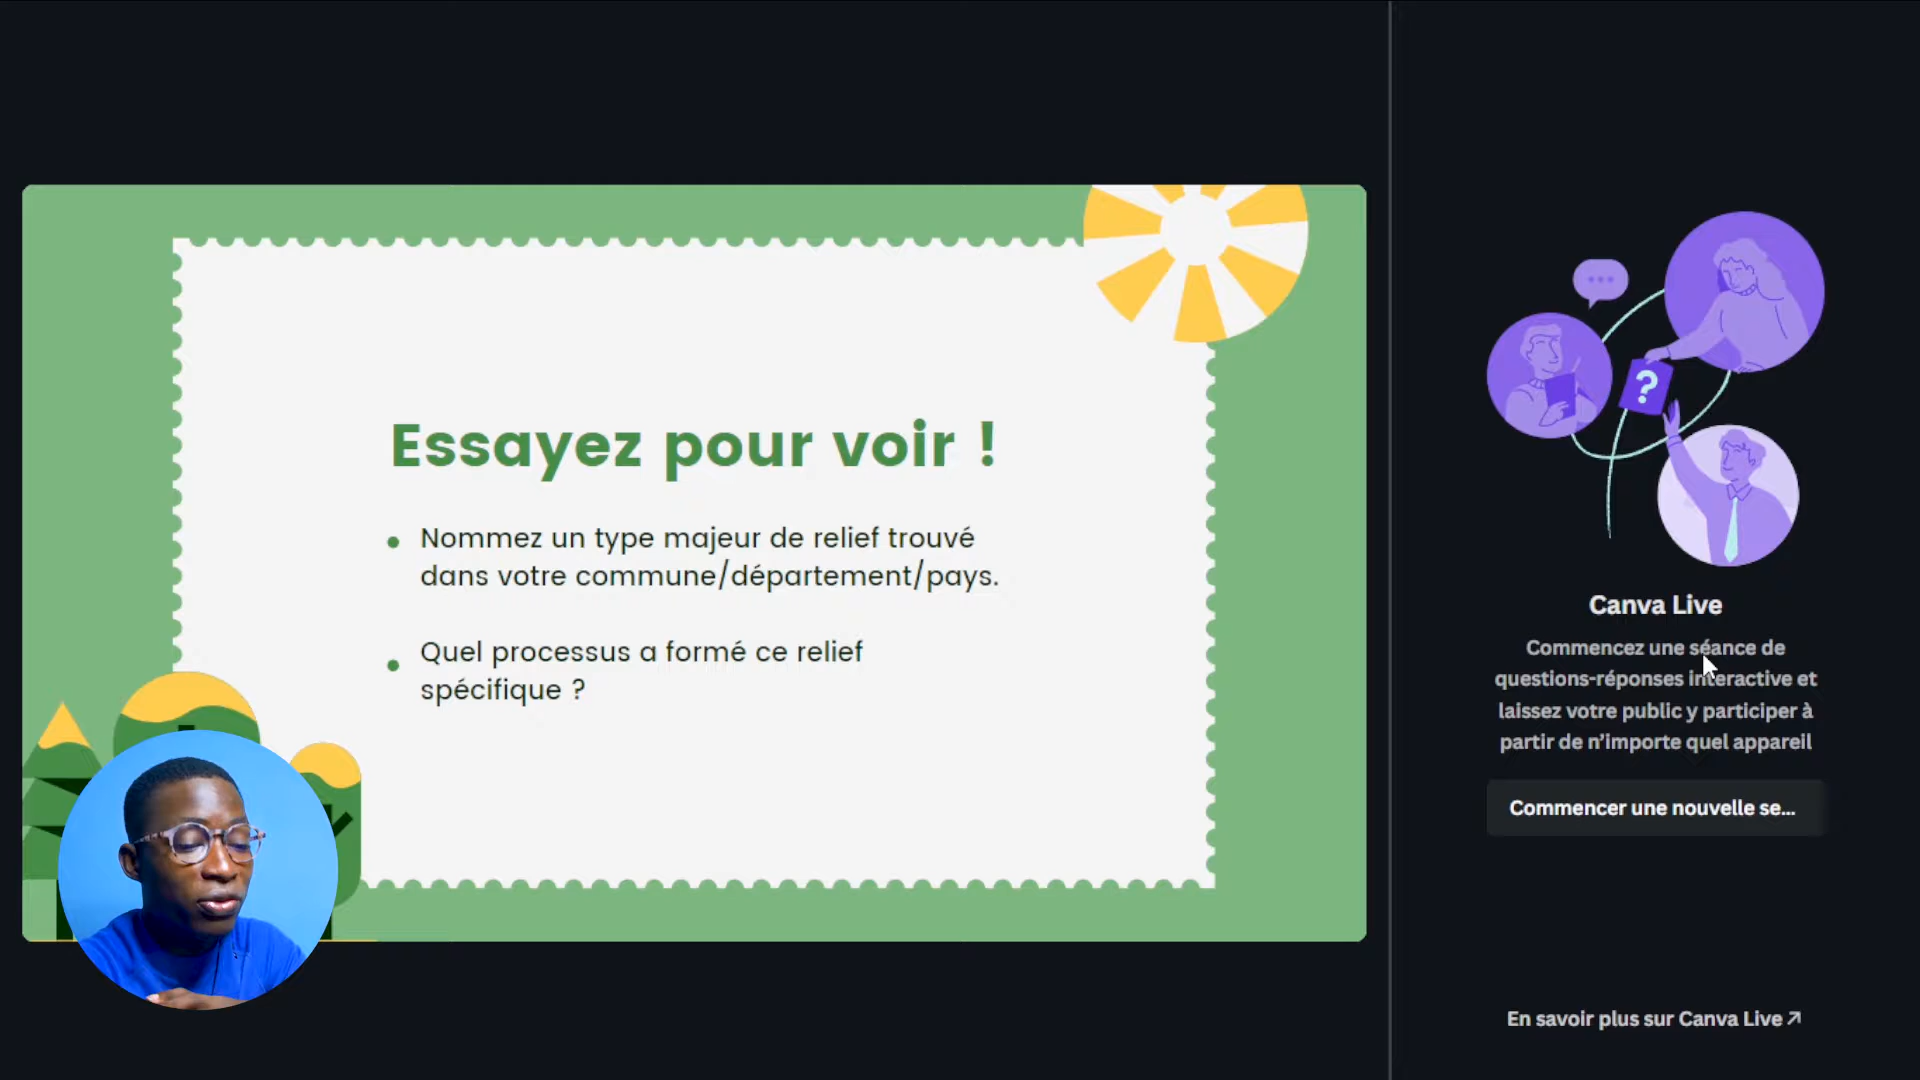 Essayez pour voir !
Nommez un type majeur de relief trouvé
dans votre commune/département/pays.
Quel processus a formé ce relief
spécifique ?
?
Canva Live
Commencez une séance de
questions-réponses interactive et
laissez votre public y participer à
partir de n'importe quel appareil
Commencer une nouvelle se...
En savoir plus sur Canva Live